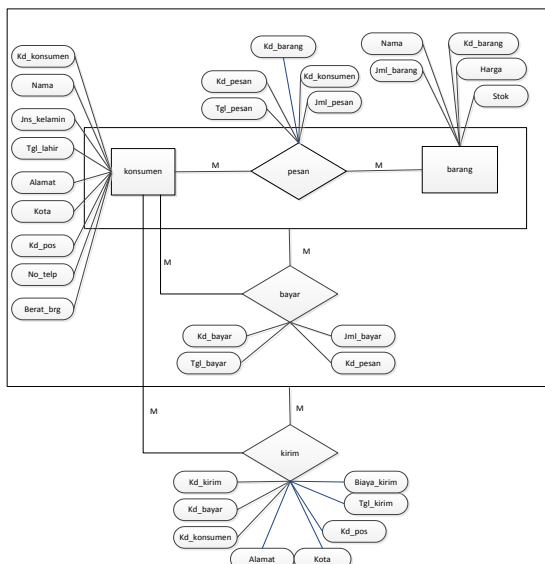 Kd_konsumen
Nama
Jns_kelamin
Tgl_lahir
Alamat
Kota
Kd_pos
No_telp
Berat_brg
Kd_barang
Kd_pesan
Kd_konsumen
Tgl_pesan
Jml_pesan
Nama
Kd_barang
Jml_barang
Harga
Stok
konsumen
M
pesan
M
barang
M
M
bayar
Kd_bayar
Jml_bayar
Tgl_bayar
Kd_pesan
M
M
kirim
Kd_kirim
Biaya_kirim
Tgl_kirim
Kd_bayar
Kd_pos
Kd_konsumen
Alamat
Kota